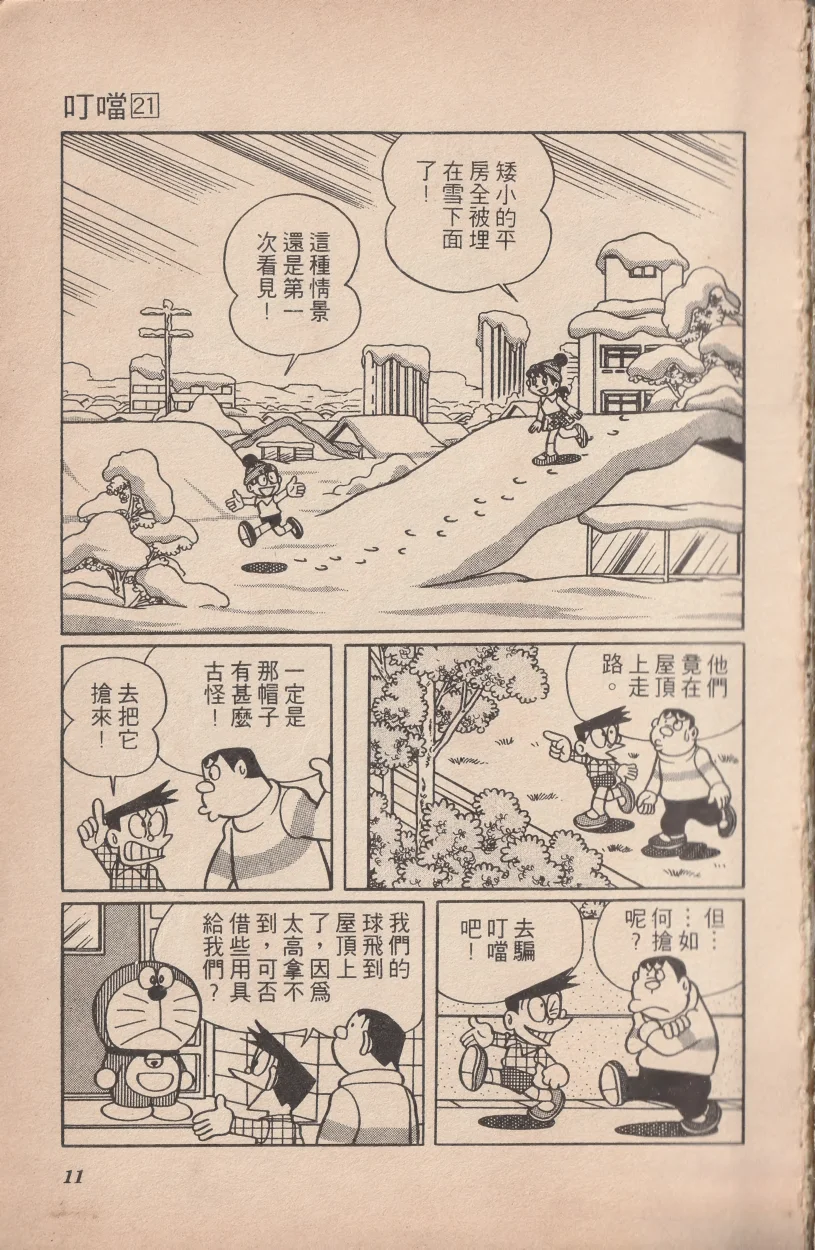 叮噹21
矮小的平
房全被埋
在雪下面
了！
這種情景
還是第一
次看見！
他們
竟在
屋頂
上走
路。
一定是
那帽子
有甚麼
古怪！
去把它
搶來！
但…
…如
何搶
呢？
去騙
叮噹
吧！
我們的
球飛到
屋頂上
了，因爲
太高拿不
到，可否
借些用具
給我們？
11